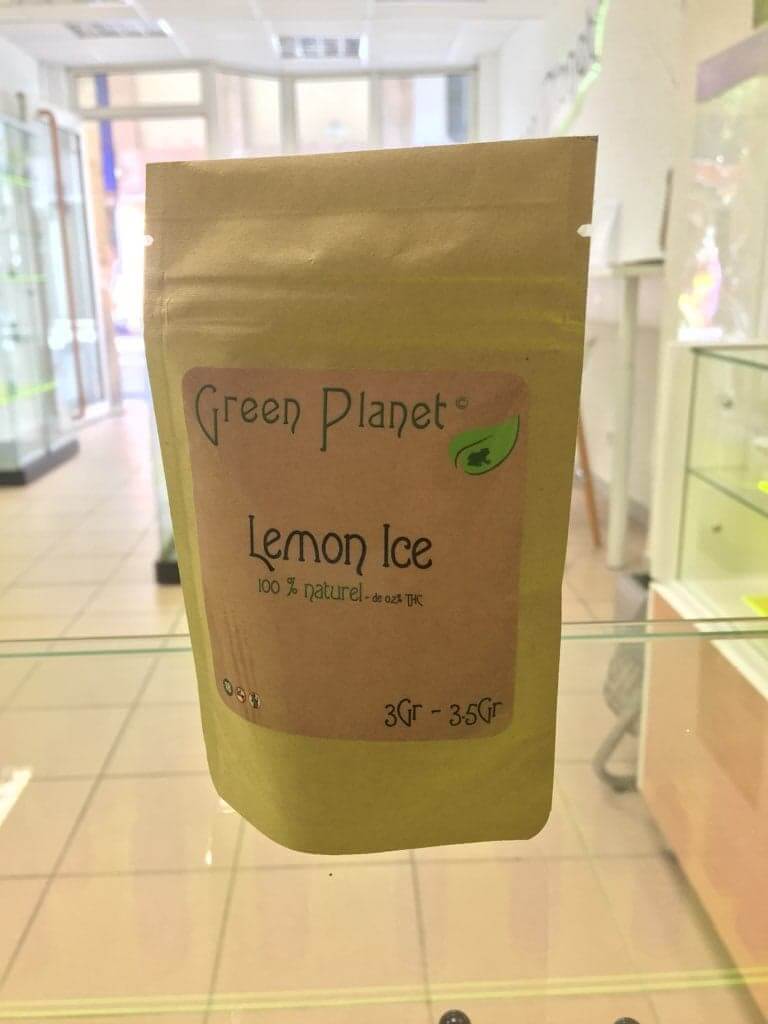 Green Planet ©
Lemon Ice
100 % naturel - de 0.2% THC
3Gr - 3.5Gr